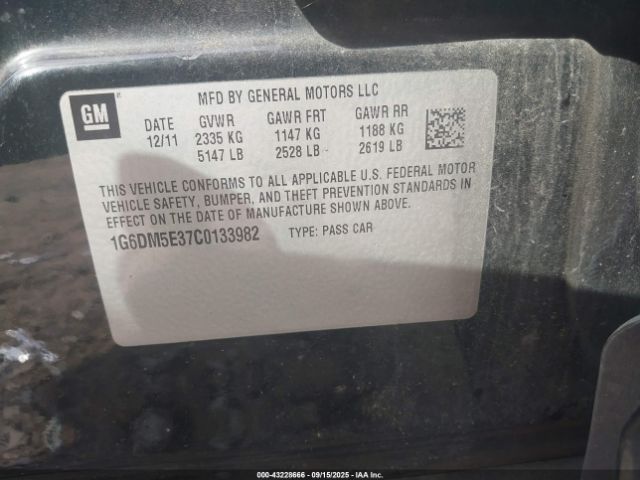 GM
MFD BY GENERAL MOTORS LLC
DATE GVWR GAWR FRT GAWR RR
12/11 2335 KG 1147 KG 1188 KG
5147 LB 2528 LB 2619 LB
THIS VEHICLE CONFORMS TO ALL APPLICABLE U.S. FEDERAL MOTOR
VEHICLE SAFETY, BUMPER, AND THEFT PREVENTION STANDARDS IN
EFFECT ON THE DATE OF MANUFACTURE SHOWN ABOVE.
1G6DM5E37C0133982 TYPE: PASS CAR
000-43228666 - 09/15/2025 - IAA, Inc.